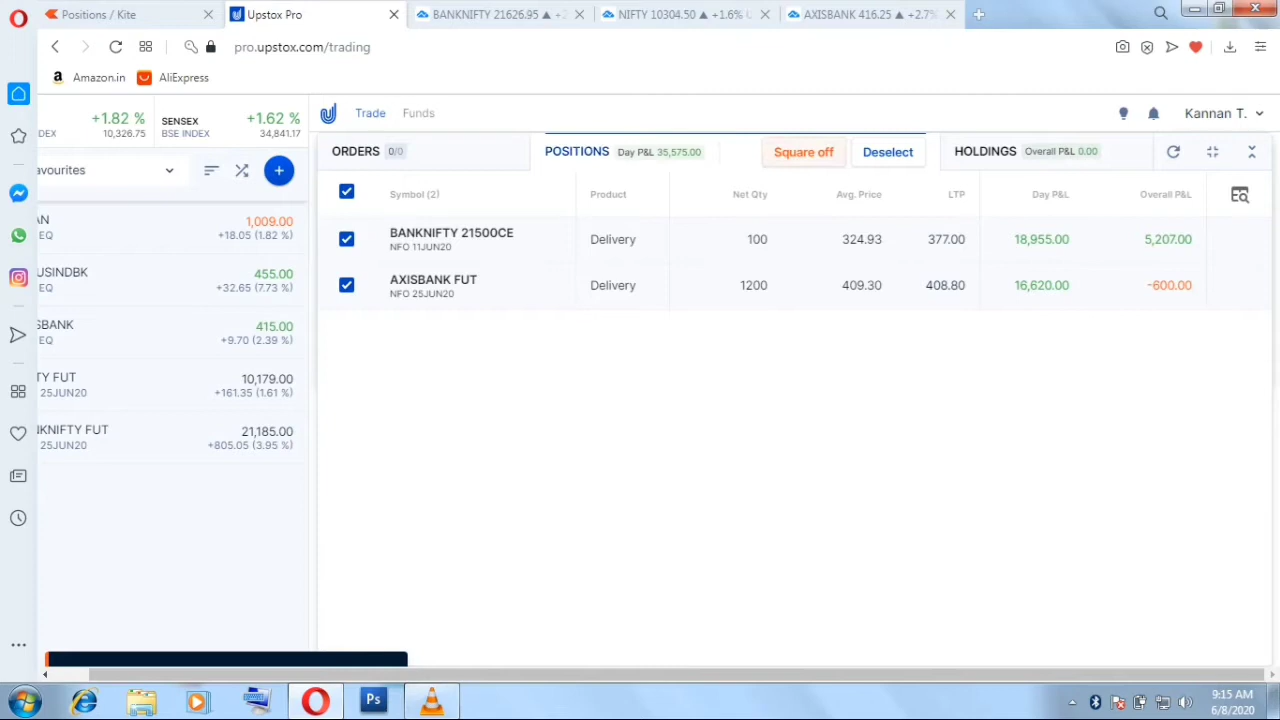 Positions / Kite
Upstox Pro
BANKNIFTY 21626.95 ▲ +2
NIFTY 10304.50 ▲ +1.6% U
AXISBANK 416.25 ▲ +2.7%
pro.upstox.com/trading
Amazon.in
AliExpress
+1.82 %
DEX 10,326.75
SENSEX +1.62 %
BSE INDEX 34,841.17
Trade Funds
Kannan T.
avourites
ORDERS 0/0
POSITIONS Day P&L 35,575.00
Square off
Deselect
HOLDINGS Overall P&L 0.00
Symbol (2) Product Net Qty Avg. Price LTP Day P&L Overall P&L
BANKNIFTY 21500CE Delivery 100 324.93 377.00 18,955.00 5,207.00
NFO 11JUN20
AXISBANK FUT Delivery 1200 409.30 408.80 16,620.00 -600.00
NFO 25JUN20
AN 1,009.00
EQ +18.05 (1.82 %)
USINDBK 455.00
EQ +32.65 (7.73 %)
SBANK 415.00
EQ +9.70 (2.39 %)
TY FUT 10,179.00
25JUN20 +161.35 (1.61 %)
NKNIFTY FUT 21,185.00
25JUN20 +805.05 (3.95 %)
Ps
9:15 AM
6/8/2020